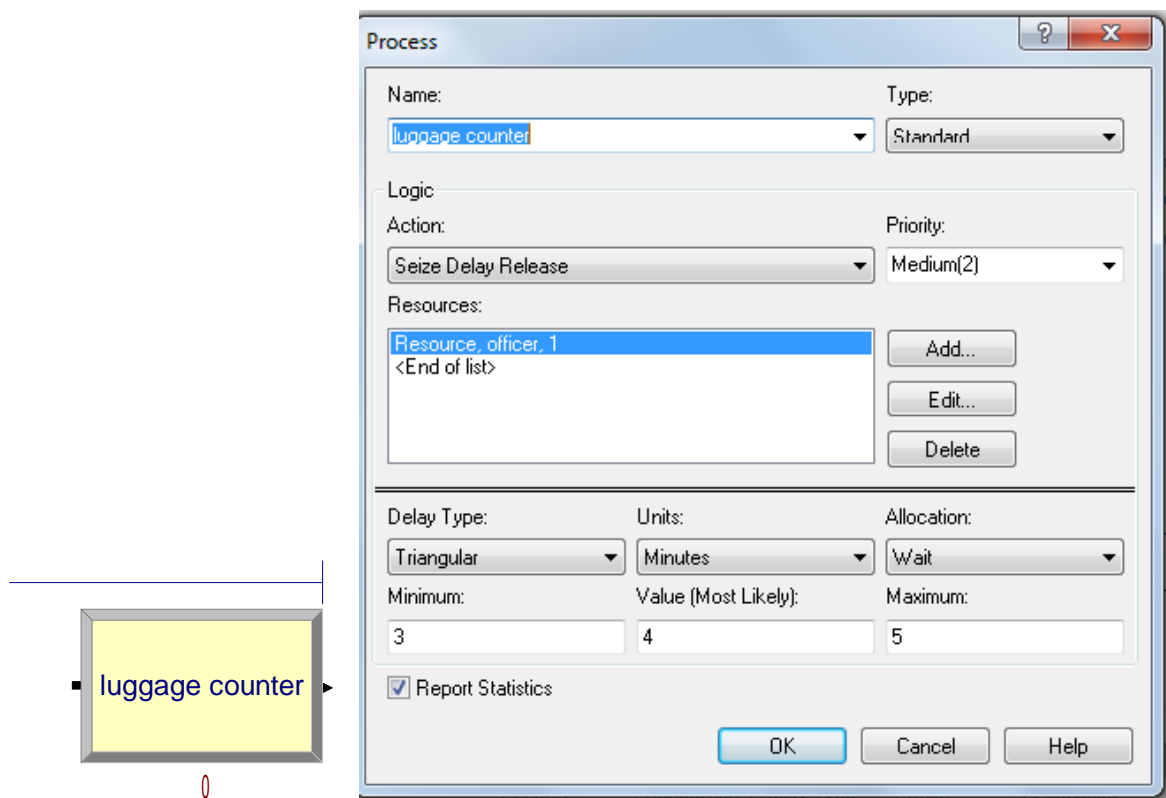 Process
Name:
Type:
luggage counter
Standard
Logic
Action:
Priority:
Seize Delay Release
Medium(2)
Resources:
Resource, officer, 1
<End of list>
Add...
Edit...
Delete
Delay Type:
Units:
Allocation:
Triangular
Minutes
Wait
Minimum:
Value (Most Likely):
Maximum:
3
4
5
Report Statistics
OK
Cancel
Help
luggage counter
0